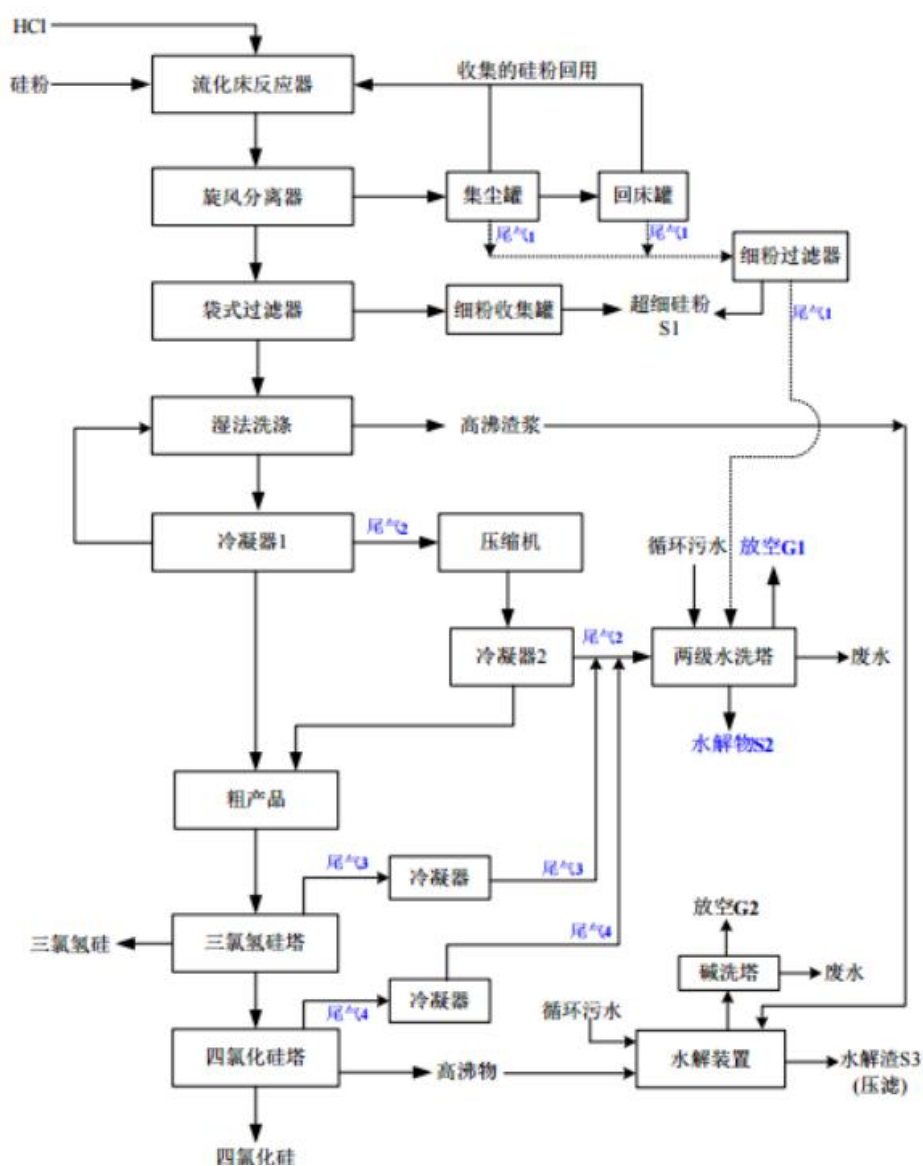 HCl
硅粉
流化床反应器
收集的硅粉回用
旋风分离器
集尘罐
回床罐
尾气1
尾气1
细粉过滤器
袋式过滤器
细粉收集罐
超细硅粉
S1
尾气1
湿法洗涤
高沸渣浆
冷凝器1
尾气2
压缩机
循环污水
放空G1
冷凝器2
尾气2
两级水洗塔
废水
水解物S2
粗产品
尾气3
冷凝器
尾气3
放空G2
三氯氢硅
三氯氢硅塔
尾气4
碱洗塔
废水
尾气4
冷凝器
循环污水
四氯化硅塔
高沸物
水解装置
水解渣S3
(压滤)
四氯化硅